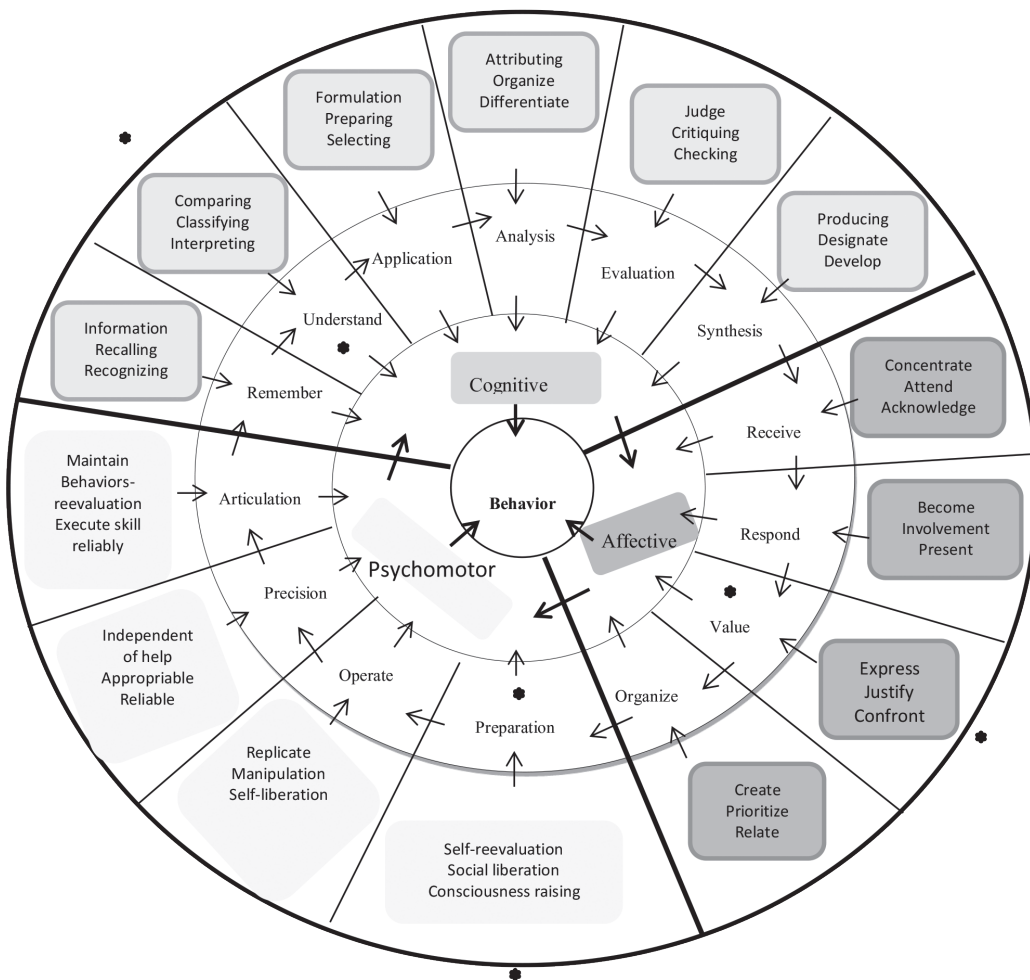 Attributing
Organize
Differentiate
Formulation
Preparing
Selecting
Judge
Critiquing
Checking
Comparing
Classifying
Interpreting
Producing
Designate
Develop
Analysis
Application
Evaluation
Understand
Synthesis
Information
Recalling
Recognizing
Remember
Cognitive
Concentrate
Attend
Acknowledge
Receive
Maintain
Behaviors-
reevaluation
Execute skill
reliably
Articulation
Behavior
Become
Involvement
Present
Respond
Affective
Psychomotor
Precision
Value
Independent
of help
Appropriable
Reliable
Express
Justify
Confront
Operate
Organize
Preparation
Replicate
Manipulation
Self-liberation
Create
Prioritize
Relate
Self-reevaluation
Social liberation
Consciousness raising